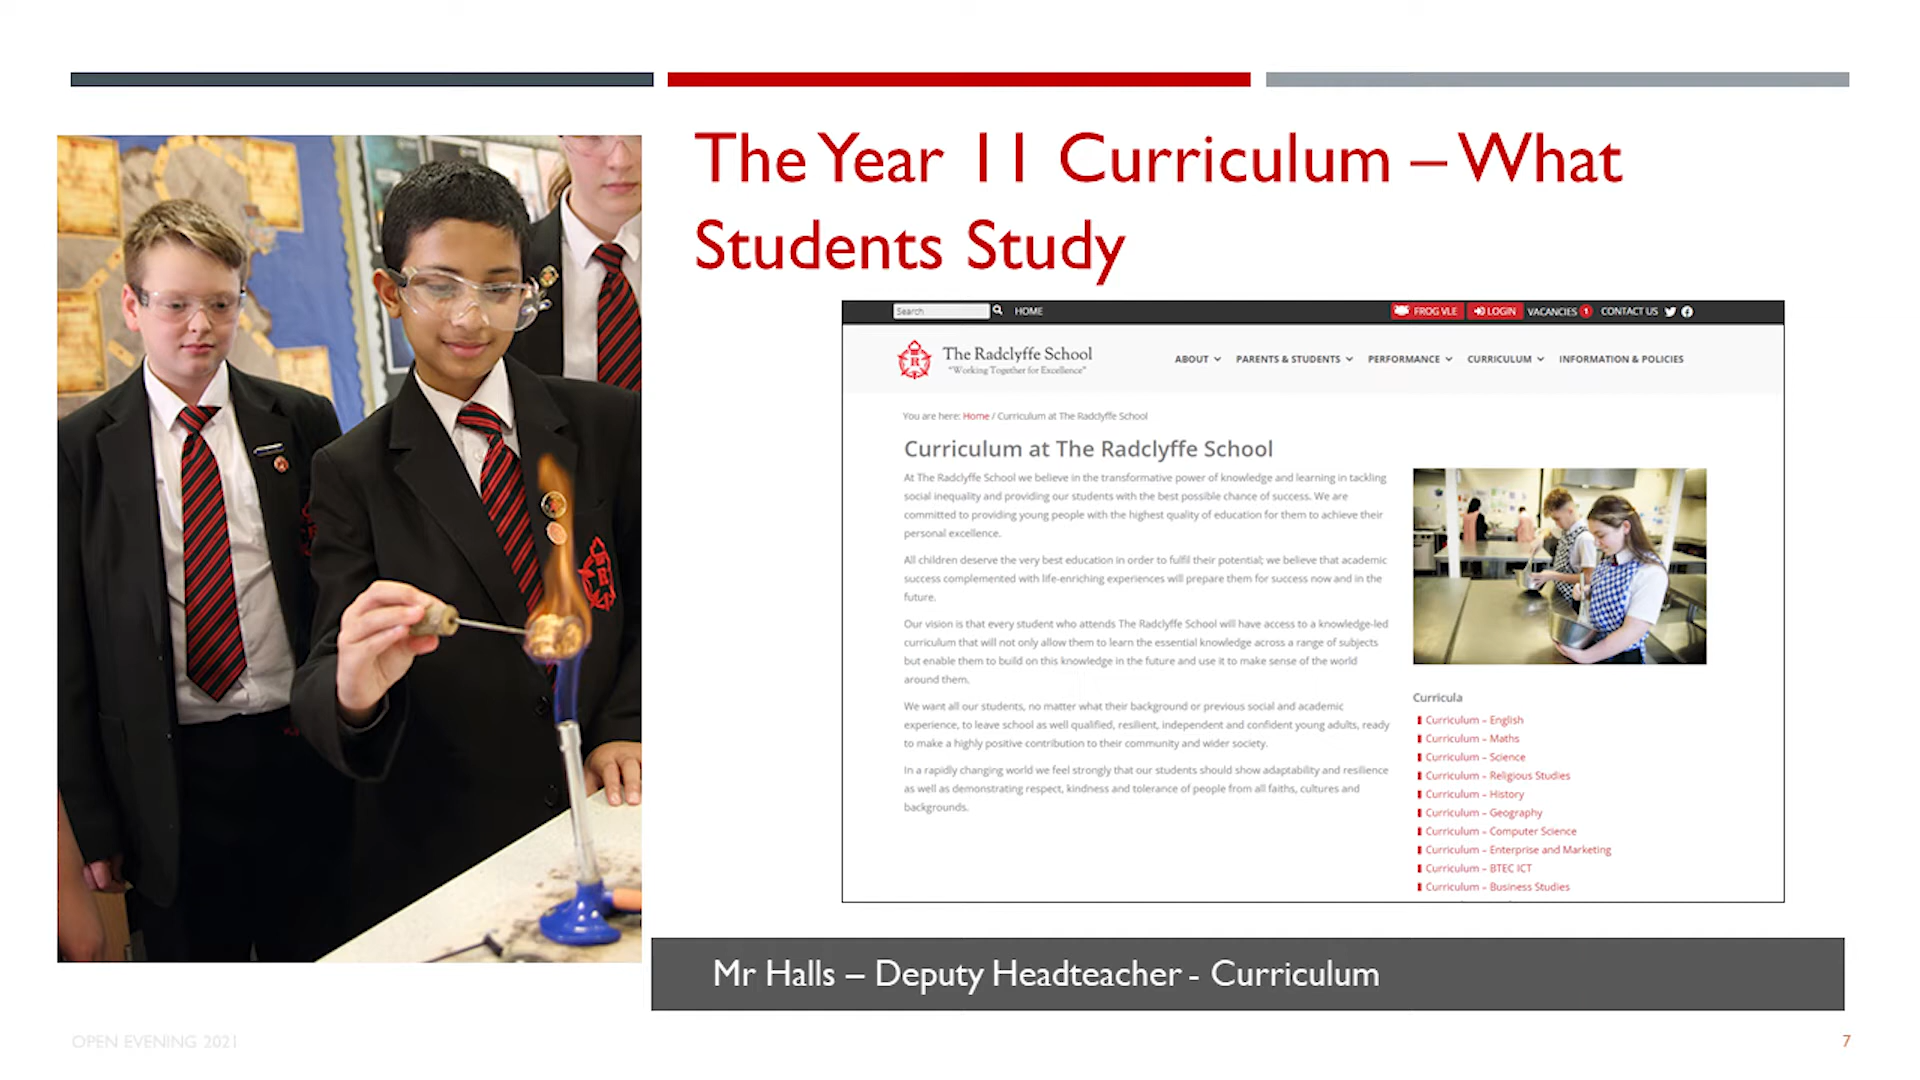 The Year 11 Curriculum – What
Students Study
Search
HOME
FROG VLE
LOGIN
VACANCIES 1
CONTACT US
The Radclyffe School
"Working Together for Excellence"
ABOUT
PARENTS & STUDENTS
PERFORMANCE
CURRICULUM
INFORMATION & POLICIES
You are here: Home / Curriculum at The Radclyffe School
Curriculum at The Radclyffe School
At The Radclyffe School we believe in the transformative power of knowledge and learning in tackling
social inequality and providing our students with the best possible chance of success. We are
committed to providing young people with the highest quality of education for them to achieve their
personal excellence.
All children deserve the very best education in order to fulfil their potential; we believe that academic
success complemented with life-enriching experiences will prepare them for success now and in the
future.
Our vision is that every student who attends The Radclyffe School will have access to a knowledge-led
curriculum that will not only allow them to learn the essential knowledge across a range of subjects
but enable them to build on this knowledge in the future and use it to make sense of the world
around them.
We want all our students, no matter what their background or previous social and academic
experience, to leave school as well qualified, resilient, independent and confident young adults, ready
to make a highly positive contribution to their community and wider society.
In a rapidly changing world we feel strongly that our students should show adaptability and resilience
as well as demonstrating respect, kindness and tolerance of people from all faiths, cultures and
backgrounds.
Curricula
Curriculum – English
Curriculum – Maths
Curriculum – Science
Curriculum – Religious Studies
Curriculum – History
Curriculum – Geography
Curriculum – Computer Science
Curriculum – Enterprise and Marketing
Curriculum – BTEC ICT
Curriculum – Business Studies
Mr Halls – Deputy Headteacher - Curriculum
OPEN EVENING 2021
7